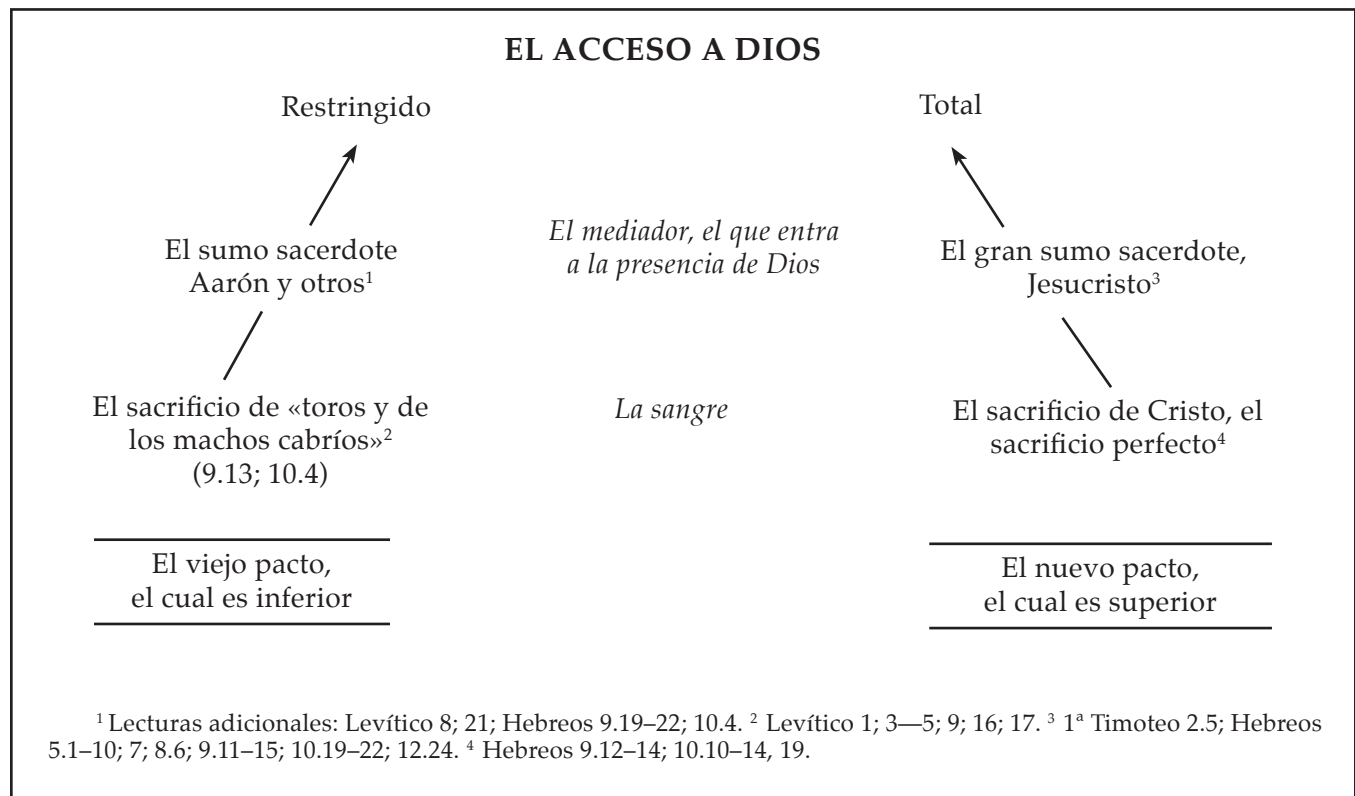 EL ACCESO A DIOS
Restringido
Total
El sumo sacerdote
Aarón y otros¹
El mediador, el que entra
a la presencia de Dios
El gran sumo sacerdote,
Jesucristo³
El sacrificio de «toros y de
los machos cabríos»²
(9.13; 10.4)
La sangre
El sacrificio de Cristo, el
sacrificio perfecto⁴
El viejo pacto,
el cual es inferior
El nuevo pacto,
el cual es superior
¹ Lecturas adicionales: Levítico 8; 21; Hebreos 9.19–22; 10.4. ² Levítico 1; 3—5; 9; 16; 17. ³ 1ª Timoteo 2.5; Hebreos
5.1–10; 7; 8.6; 9.11–15; 10.19–22; 12.24. ⁴ Hebreos 9.12–14; 10.10–14, 19.